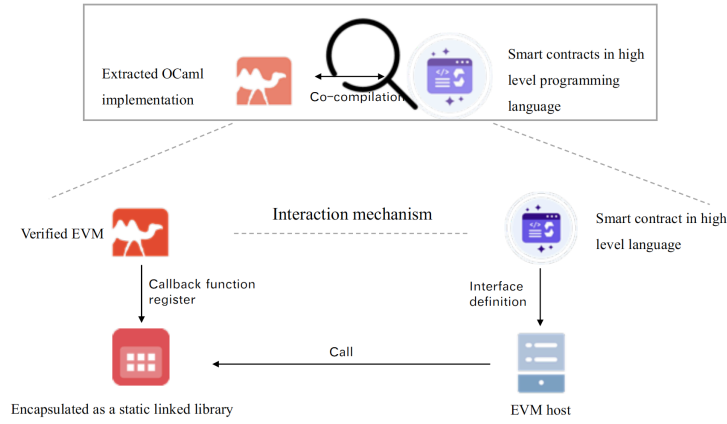 Extracted OCaml
implementation
Co-compilation
Smart contracts in high
level programming
language
Verified EVM
Interaction mechanism
Smart contract in high
level language
Callback function
register
Interface
definition
Call
Encapsulated as a static linked library
EVM host